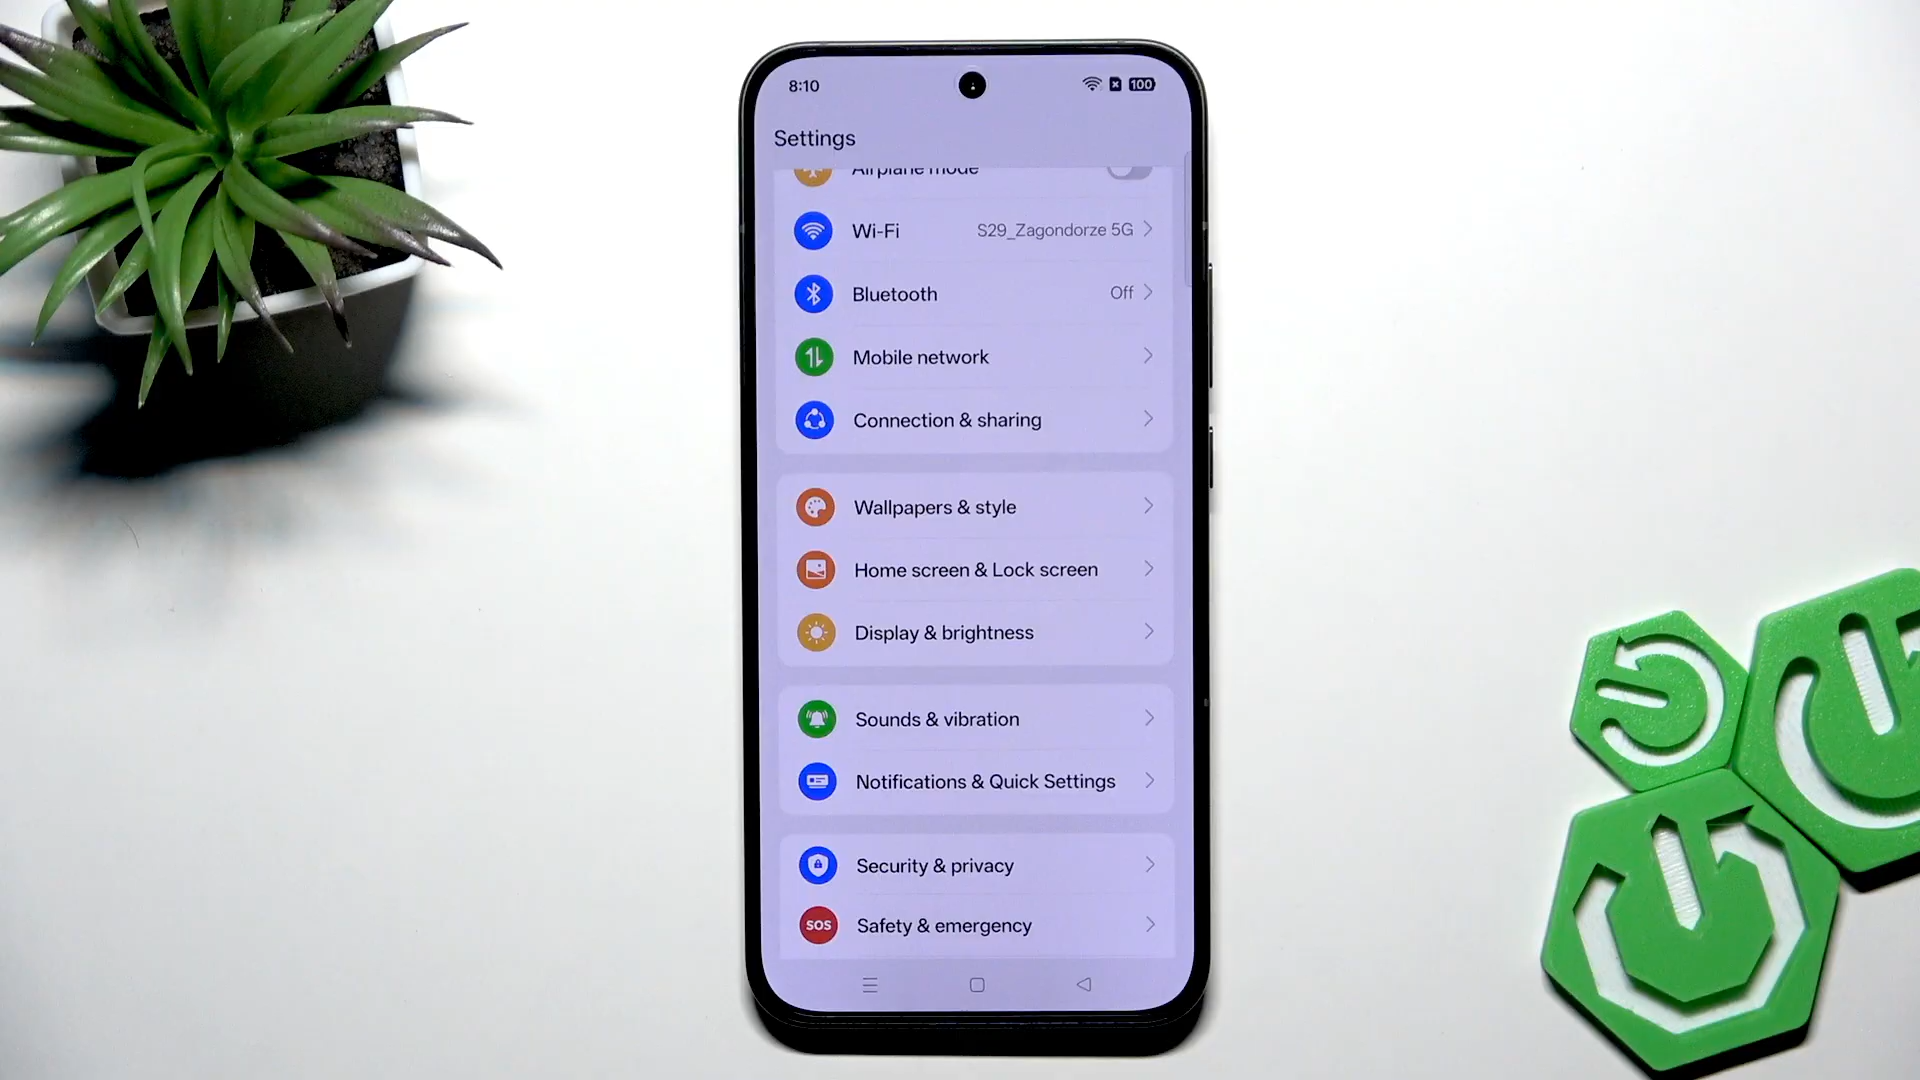 8:10
100
Settings
Airplane mode
Wi-Fi
S29_Zagondorze 5G
Bluetooth
Off
Mobile network
Connection & sharing
Wallpapers & style
Home screen & Lock screen
Display & brightness
Sounds & vibration
Notifications & Quick Settings
Security & privacy
SOS
Safety & emergency